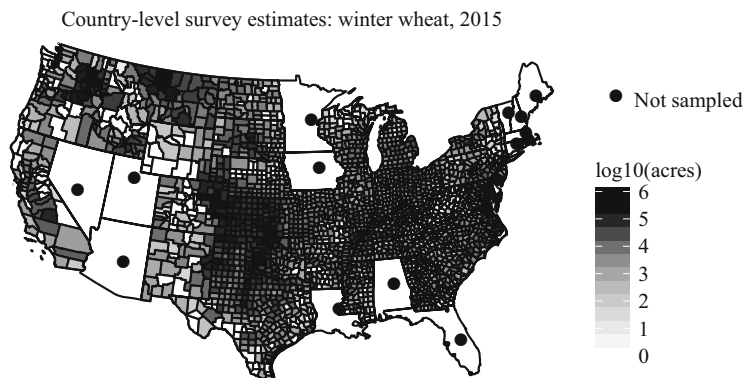 Country-level survey estimates: winter wheat, 2015
Not sampled
log10(acres)
6
5
4
3
2
1
0